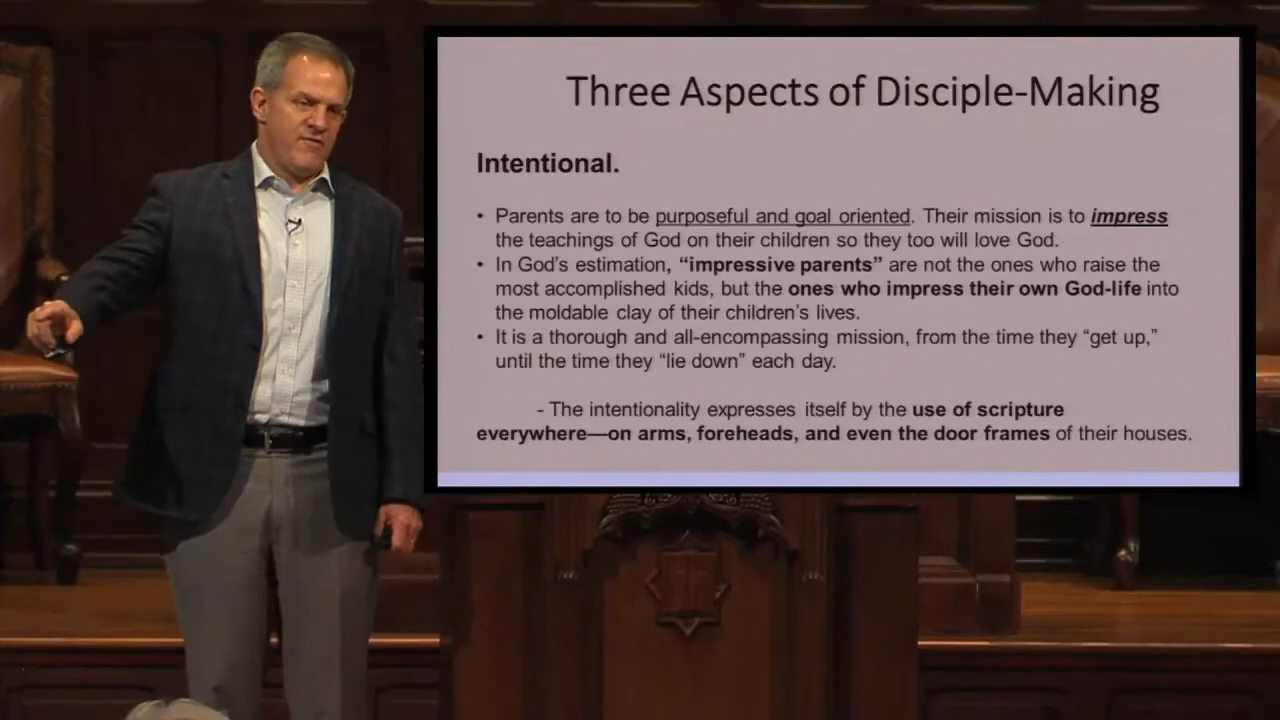 Three Aspects of Disciple-Making
Intentional.
• Parents are to be purposeful and goal oriented. Their mission is to impress
the teachings of God on their children so they too will love God.
• In God’s estimation, “impressive parents” are not the ones who raise the
most accomplished kids, but the ones who impress their own God-life into
the moldable clay of their children’s lives.
• It is a thorough and all-encompassing mission, from the time they “get up,”
until the time they “lie down” each day.
- The intentionality expresses itself by the use of scripture
everywhere—on arms, foreheads, and even the door frames of their houses.